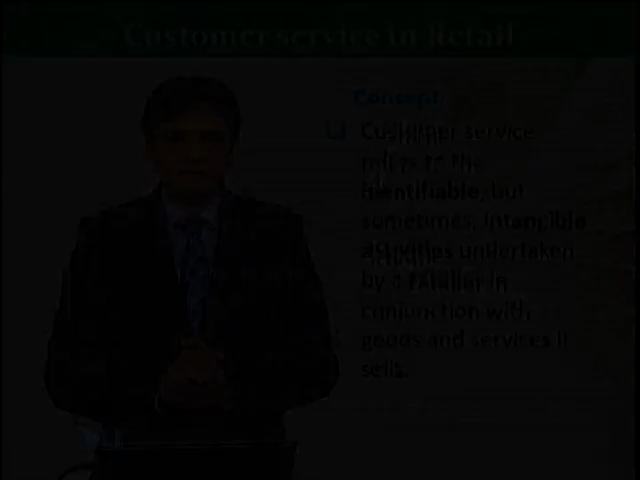 Customer service in Retail
Concept
Customer service
refers to the
identifiable, but
sometimes, intangible
activities undertaken
by a retailer in
conjunction with
goods and services it
sells.